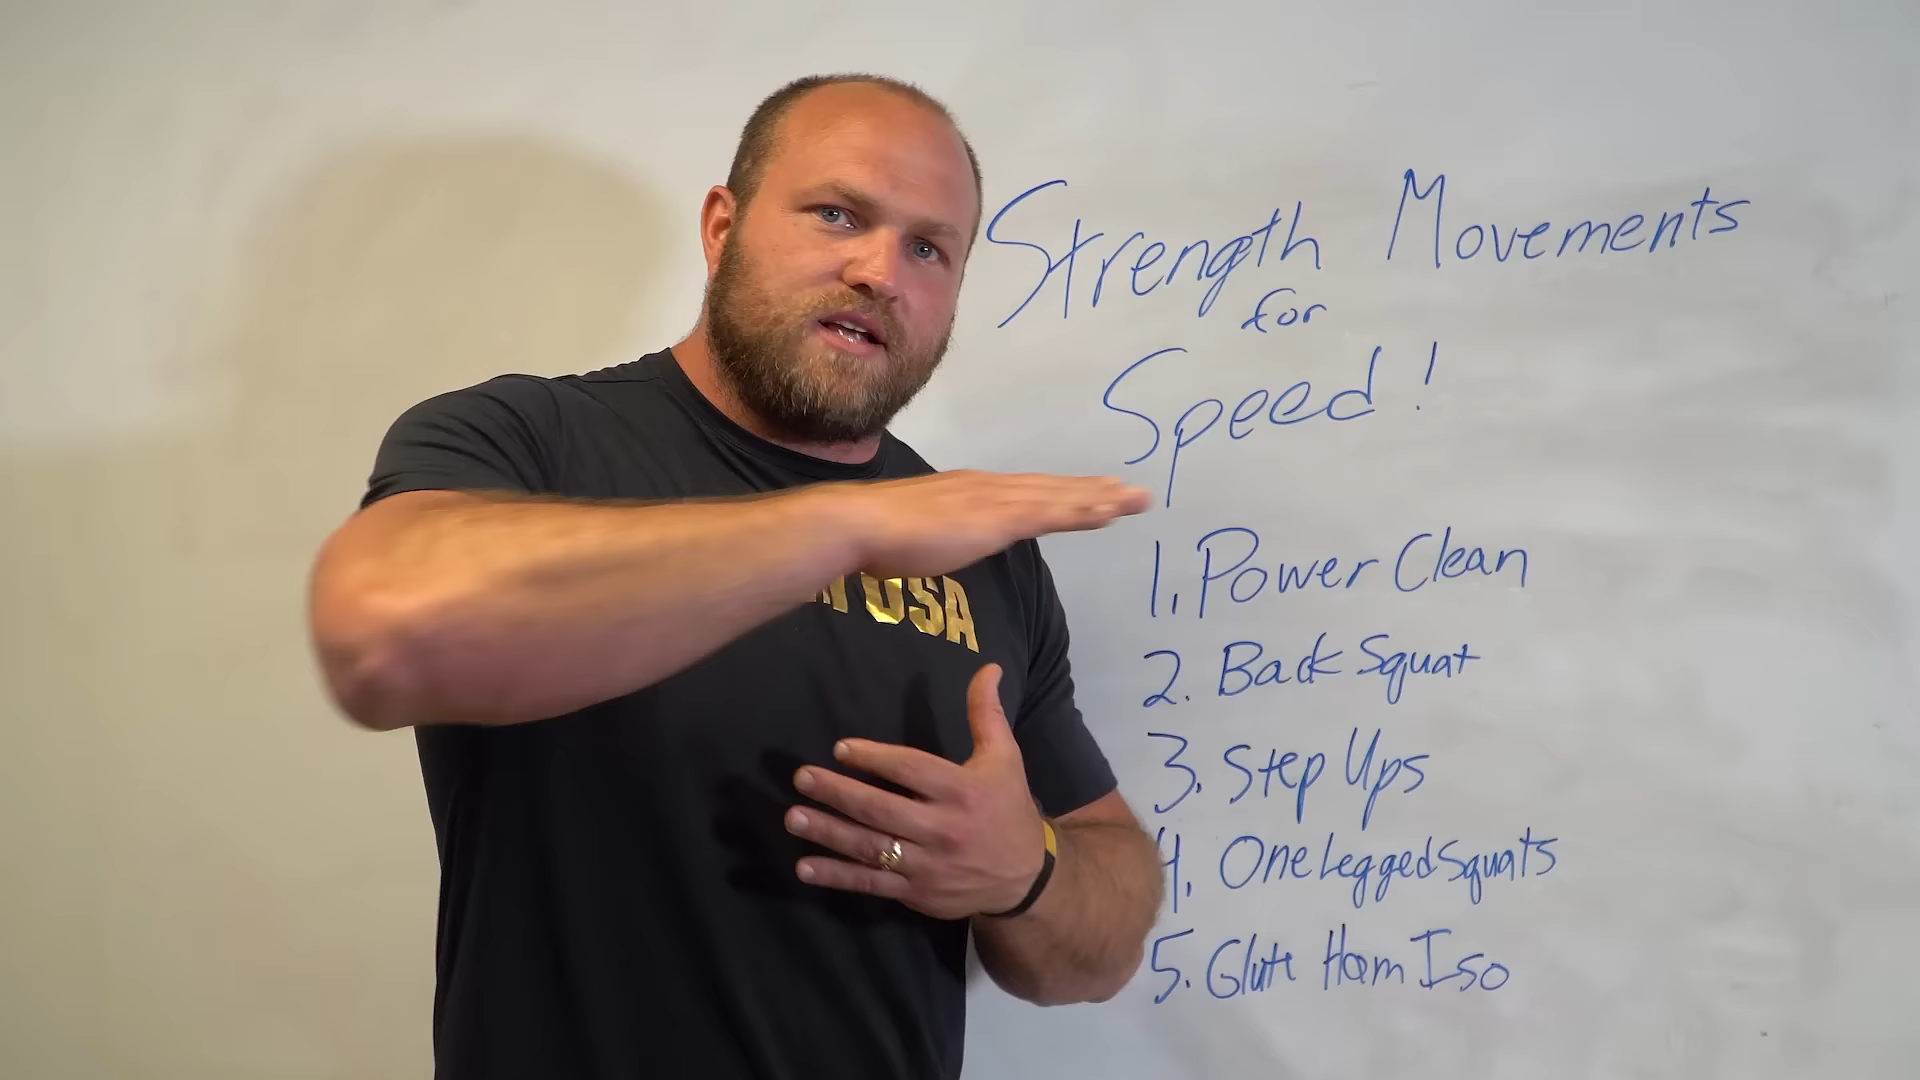 Strength Movements
for
Speed!
1. Power Clean
2. Back Squat
3. Step Ups
4. One Legged Squats
5. Glute Ham Iso
USA